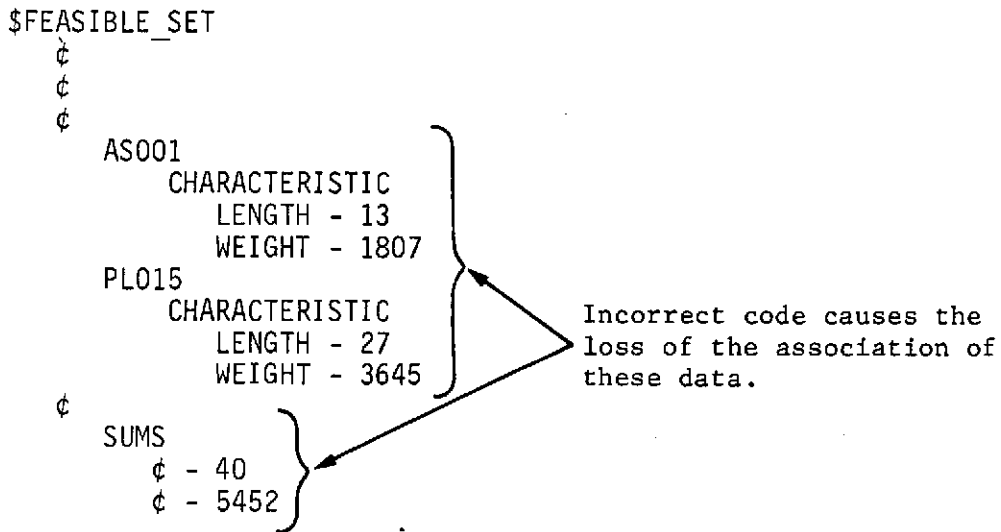 $FEASIBLE_SET
¢
¢
¢
AS001
CHARACTERISTIC
LENGTH - 13
WEIGHT - 1807
PL015
CHARACTERISTIC
LENGTH - 27
WEIGHT - 3645
¢
SUMS
¢ - 40
¢ - 5452
Incorrect code causes the
loss of the association of
these data.